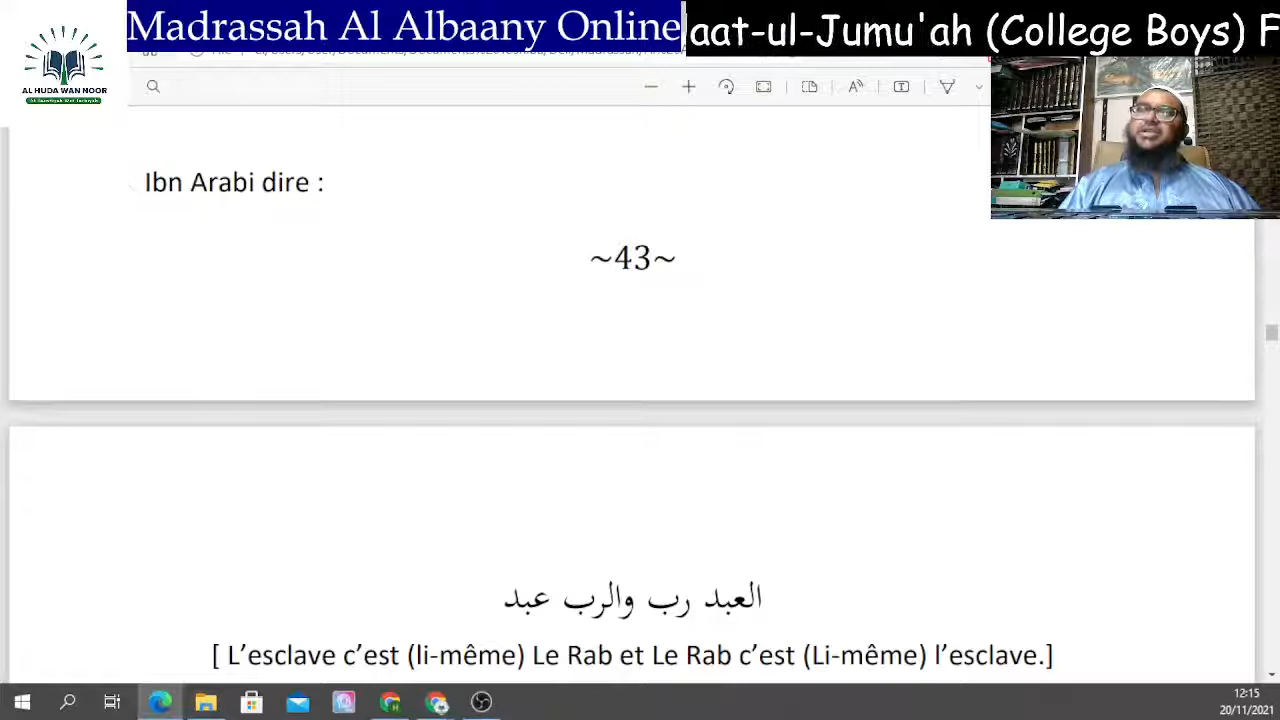 Madrassah Al Albaany Online
aat-ul-Jumu'ah (College Boys) F
AL HUDA WAN NOOR
Ibn Arabi dire :
~43~
العبد رب والرب عبد
[ L’esclave c’est (li-même) Le Rab et Le Rab c’est (Li-même) l’esclave.]
12:15
20/11/2021